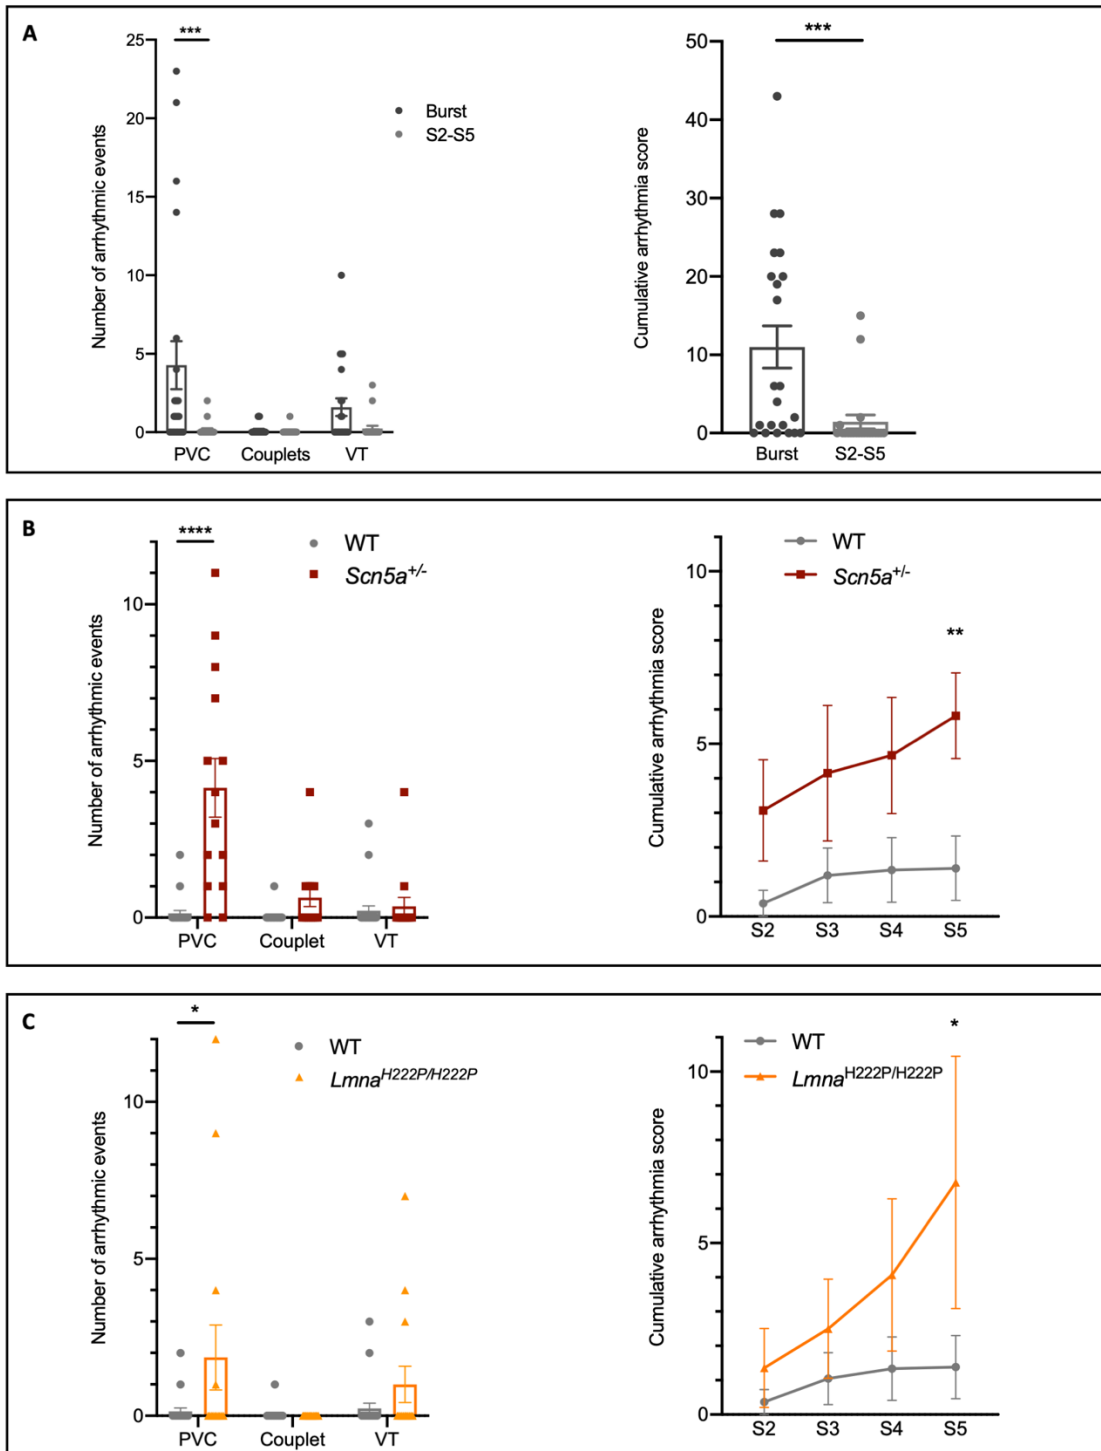 A
***
25
20
15
10
5
0
Number of arrhythmic events
Burst
S2-S5
PVC Couplets VT
***
50
40
30
20
10
0
Cumulative arrhythmia score
Burst S2-S5
B
****
WT
Scn5a+/-
10
5
0
Number of arrhythmic events
PVC Couplet VT
WT
Scn5a+/-
**
10
5
0
Cumulative arrhythmia score
S2 S3 S4 S5
C
*
WT
LmnaH222P/H222P
10
5
0
Number of arrhythmic events
PVC Couplet VT
*
WT
LmnaH222P/H222P
10
5
0
Cumulative arrhythmia score
S2 S3 S4 S5